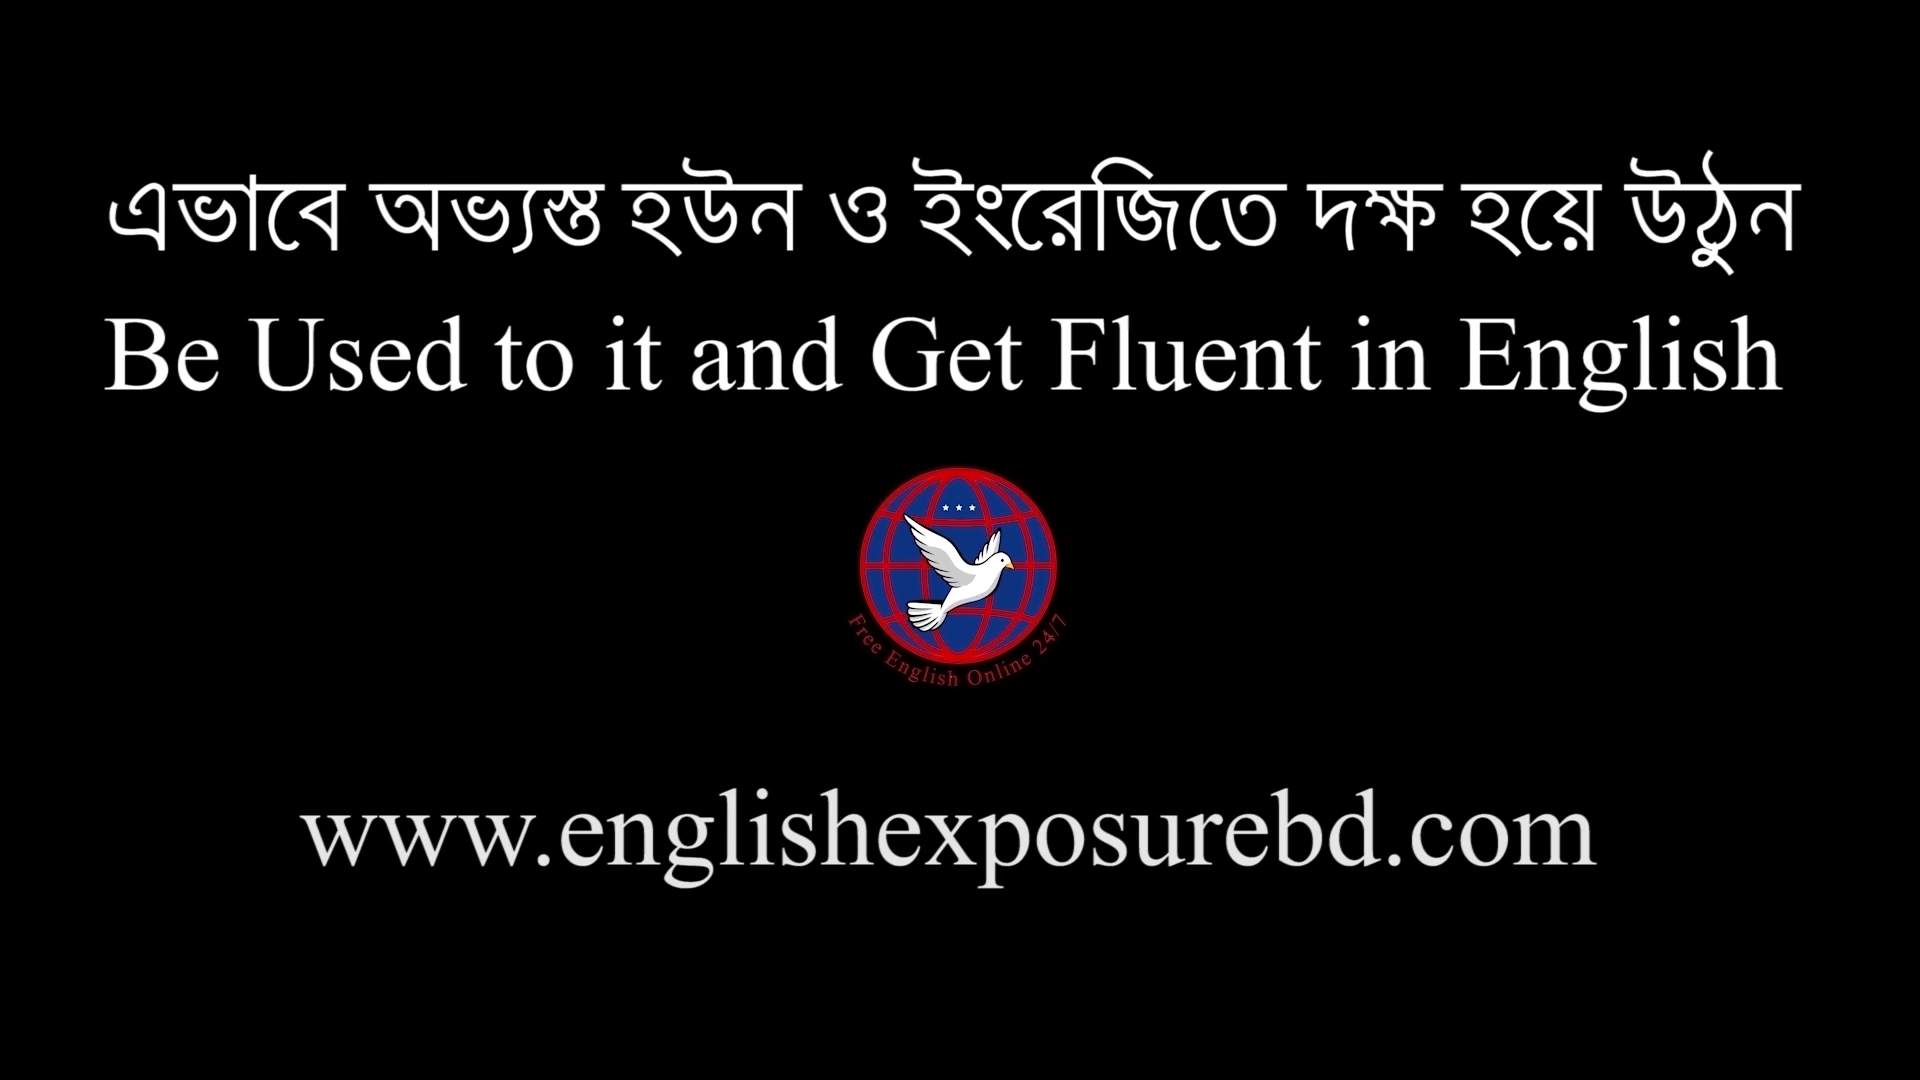 এভাবে অভ্যস্ত হউন ও ইংরেজিতে দক্ষ হয়ে উঠুন
Be Used to it and Get Fluent in English
Free English Online 24/7
www.englishexposurebd.com